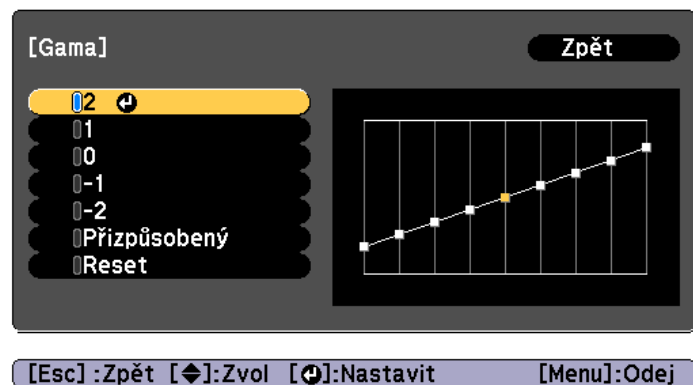 [Gama] Zpět
2
1
0
-1
-2
Přizpůsobený
Reset
[Esc] :Zpět [◆]:Zvol [↵]:Nastavit [Menu]:Odej